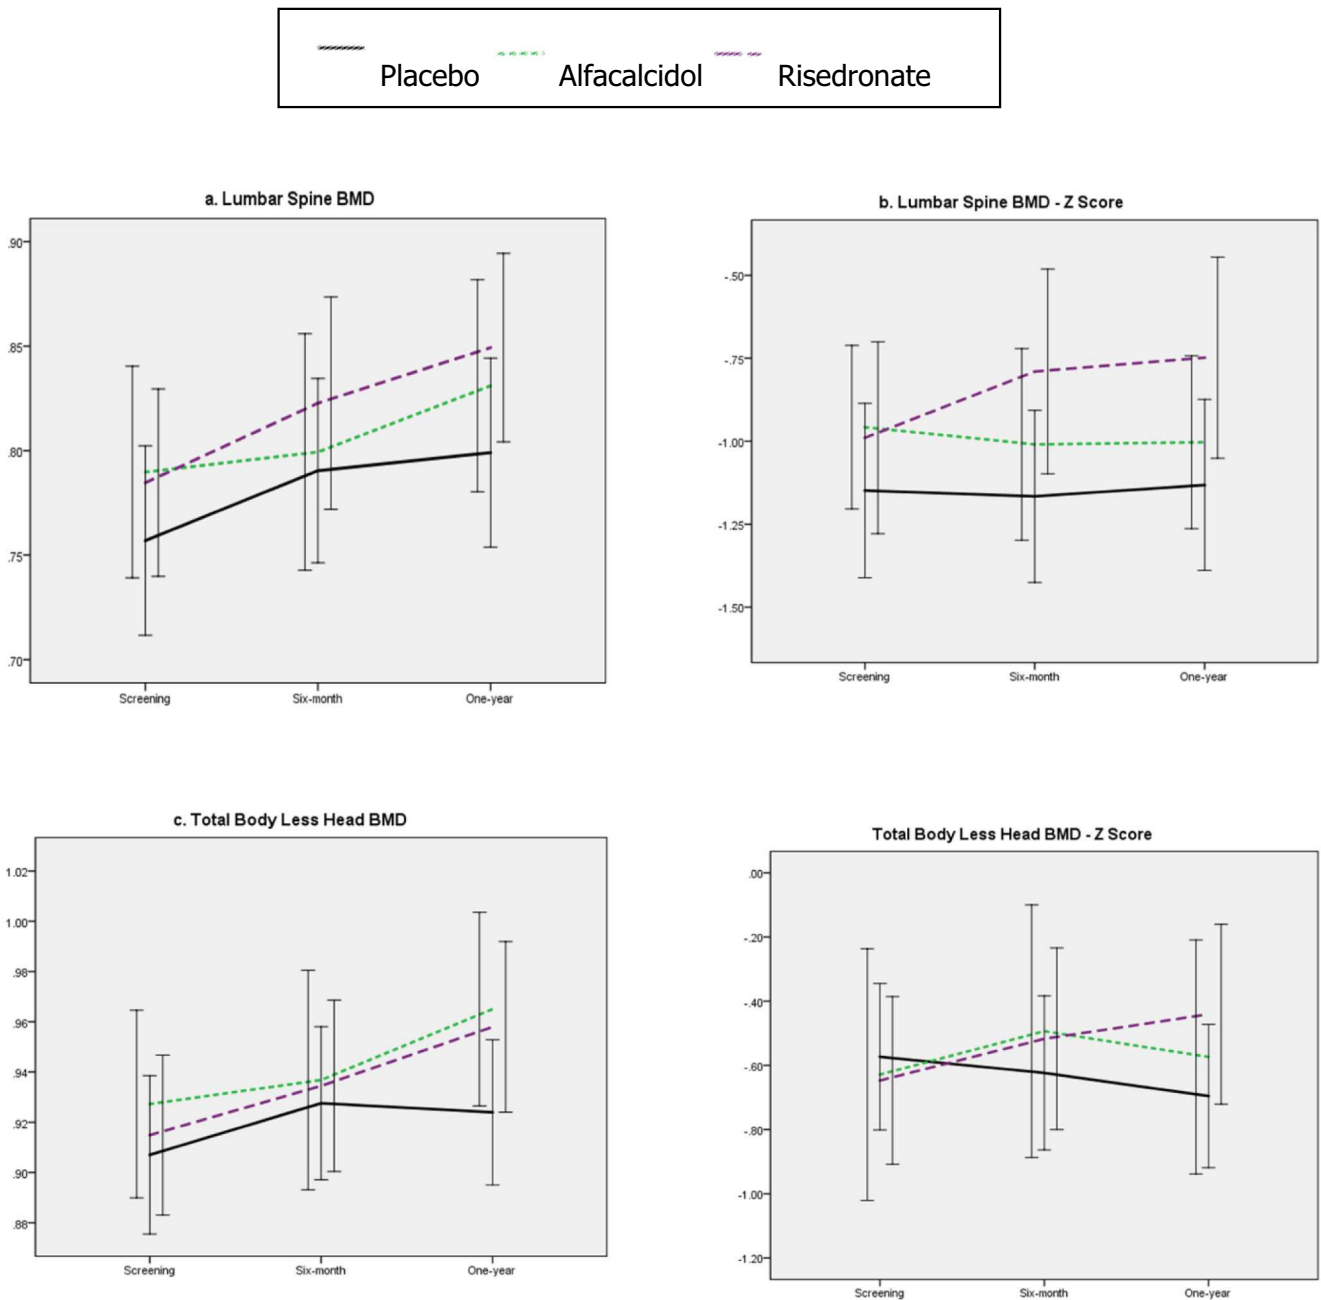 Placebo Alfacalcidol Risedronate
a. Lumbar Spine BMD
.90
.85
.80
.75
.70
Screening Six-month One-year
b. Lumbar Spine BMD - Z Score
-.50
-.75
-1.00
-1.25
-1.50
Screening Six-month One-year
c. Total Body Less Head BMD
1.02
1.00
.98
.96
.94
.92
.90
.88
Screening Six-month One-year
Total Body Less Head BMD - Z Score
.00
-.20
-.40
-.60
-.80
-1.00
-1.20
Screening Six-month One-year